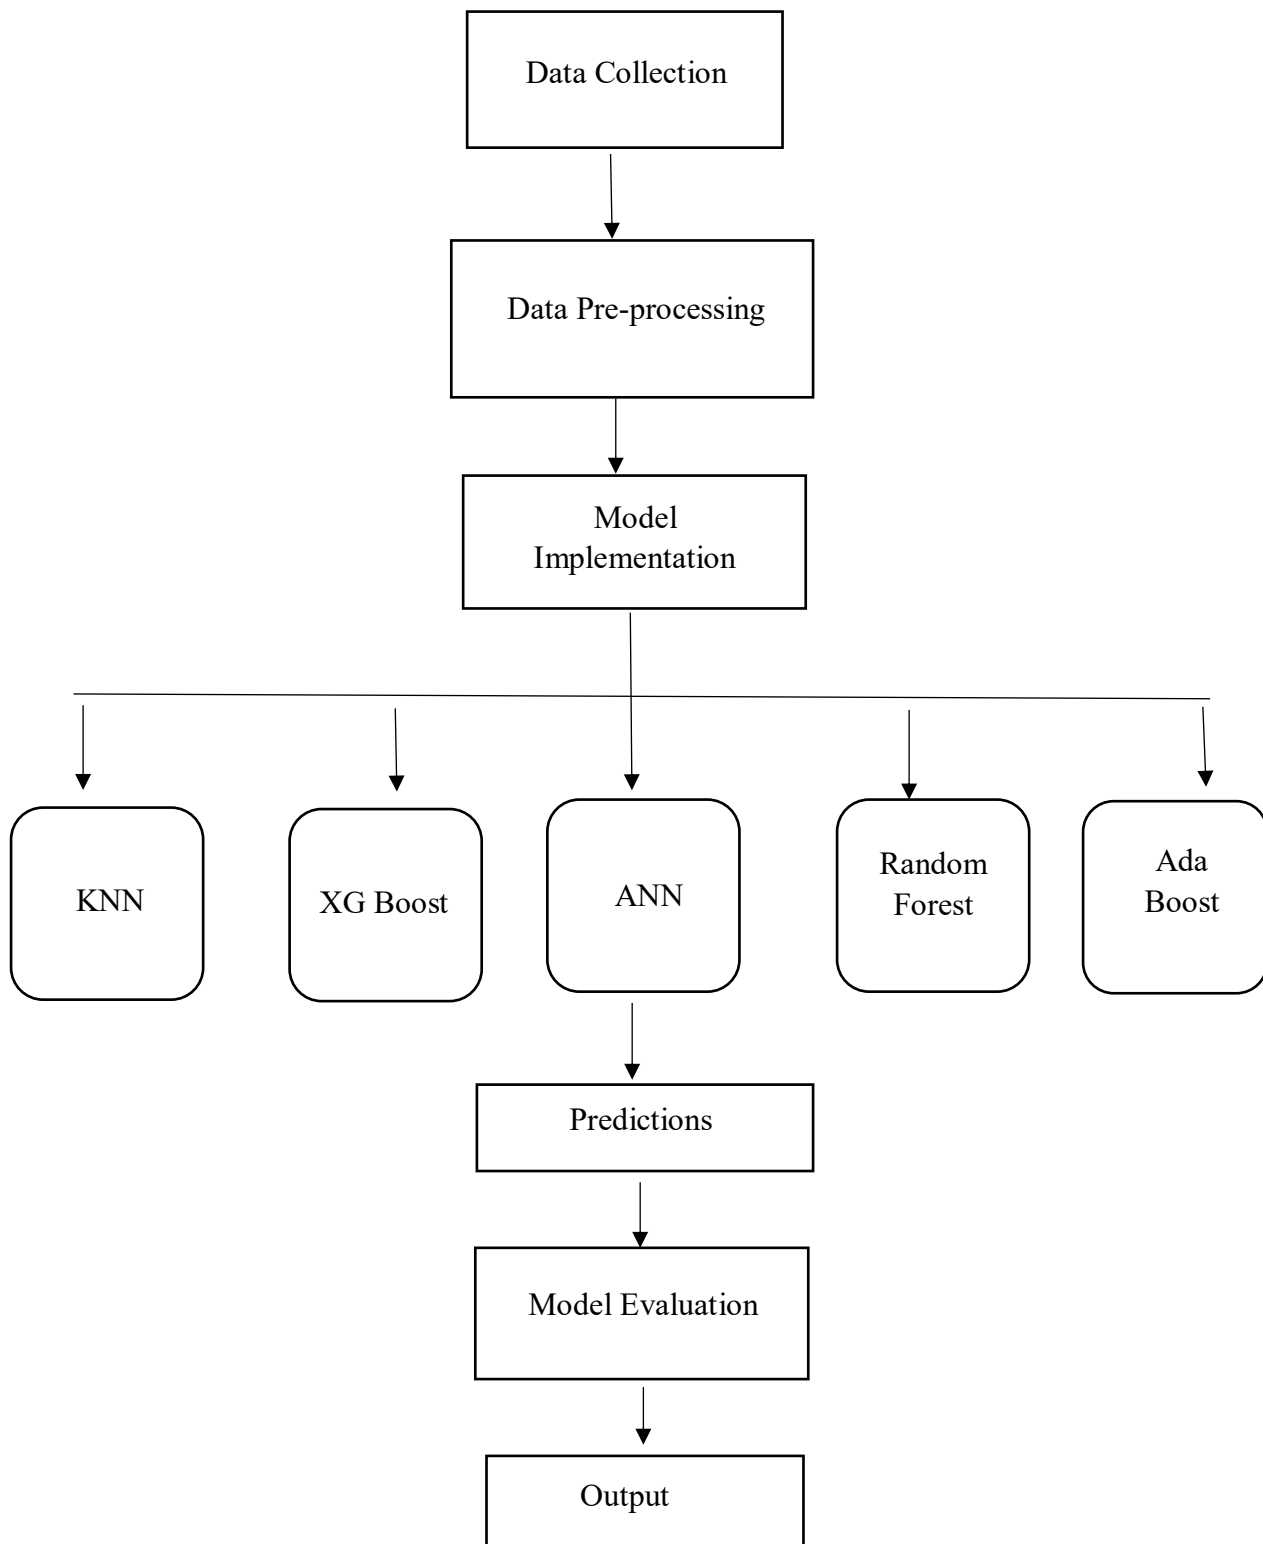 Data Collection
Data Pre-processing
Model
Implementation
KNN
XG Boost
ANN
Random
Forest
Ada
Boost
Predictions
Model Evaluation
Output